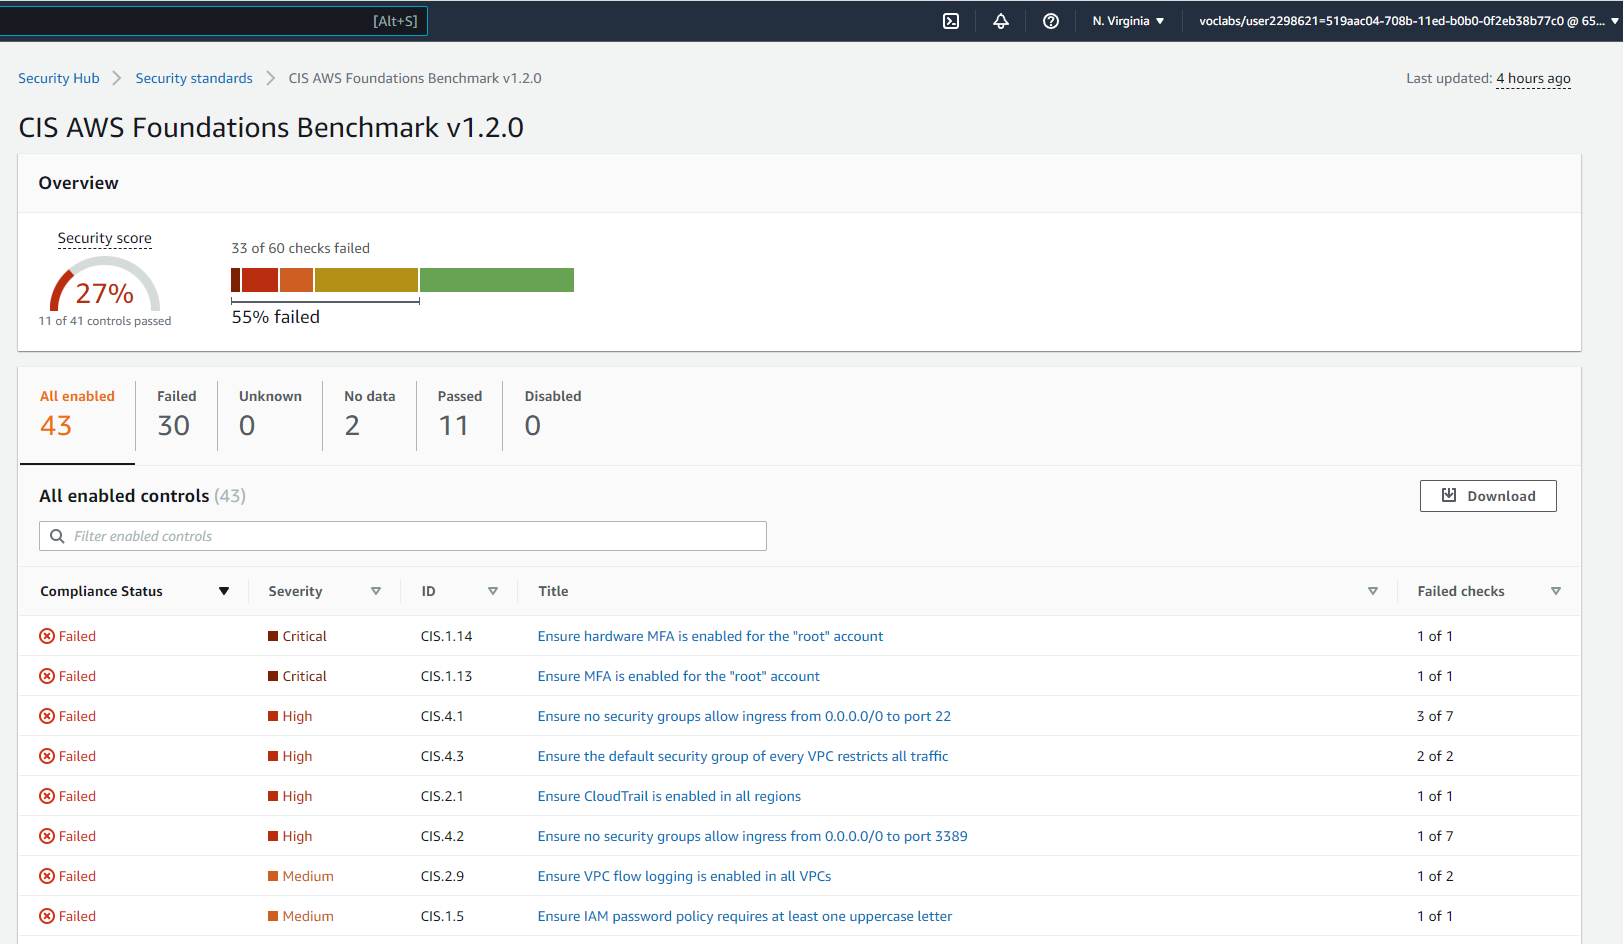 [Alt+S]
N. Virginia
voclabs/user2298621=519aac04-708b-11ed-b0b0-0f2eb38b77c0 @ 65...
Security Hub
Security standards
CIS AWS Foundations Benchmark v1.2.0
Last updated: 4 hours ago
CIS AWS Foundations Benchmark v1.2.0
Overview
Security score
27%
11 of 41 controls passed
33 of 60 checks failed
55% failed
All enabled
43
Failed
30
Unknown
0
No data
2
Passed
11
Disabled
0
All enabled controls (43)
Download
Filter enabled controls
Compliance Status Severity ID Title Failed checks
Failed Critical CIS.1.14 Ensure hardware MFA is enabled for the "root" account 1 of 1
Failed Critical CIS.1.13 Ensure MFA is enabled for the "root" account 1 of 1
Failed High CIS.4.1 Ensure no security groups allow ingress from 0.0.0.0/0 to port 22 3 of 7
Failed High CIS.4.3 Ensure the default security group of every VPC restricts all traffic 2 of 2
Failed High CIS.2.1 Ensure CloudTrail is enabled in all regions 1 of 1
Failed High CIS.4.2 Ensure no security groups allow ingress from 0.0.0.0/0 to port 3389 1 of 7
Failed Medium CIS.2.9 Ensure VPC flow logging is enabled in all VPCs 1 of 2
Failed Medium CIS.1.5 Ensure IAM password policy requires at least one uppercase letter 1 of 1